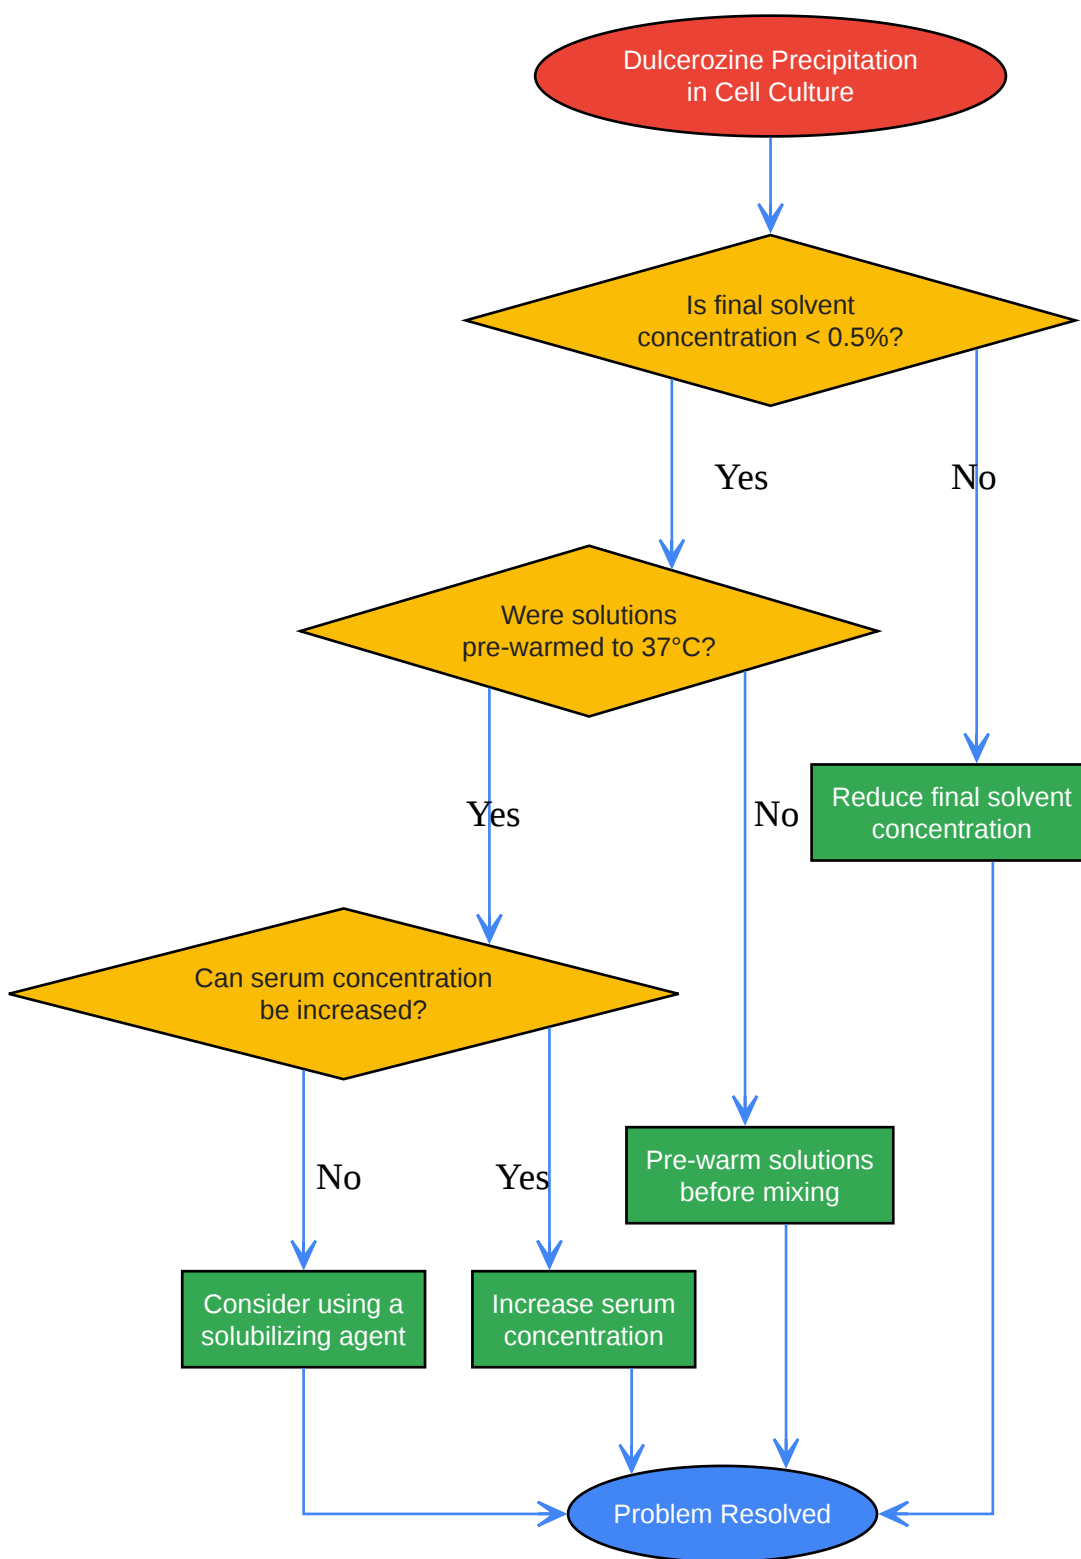 Dulcerozine Precipitation
in Cell Culture
Is final solvent
concentration < 0.5%?
Yes
No
Were solutions
pre-warmed to 37°C?
Yes
No
Reduce final solvent
concentration
Can serum concentration
be increased?
No
Yes
Pre-warm solutions
before mixing
Consider using a
solubilizing agent
Increase serum
concentration
Problem Resolved